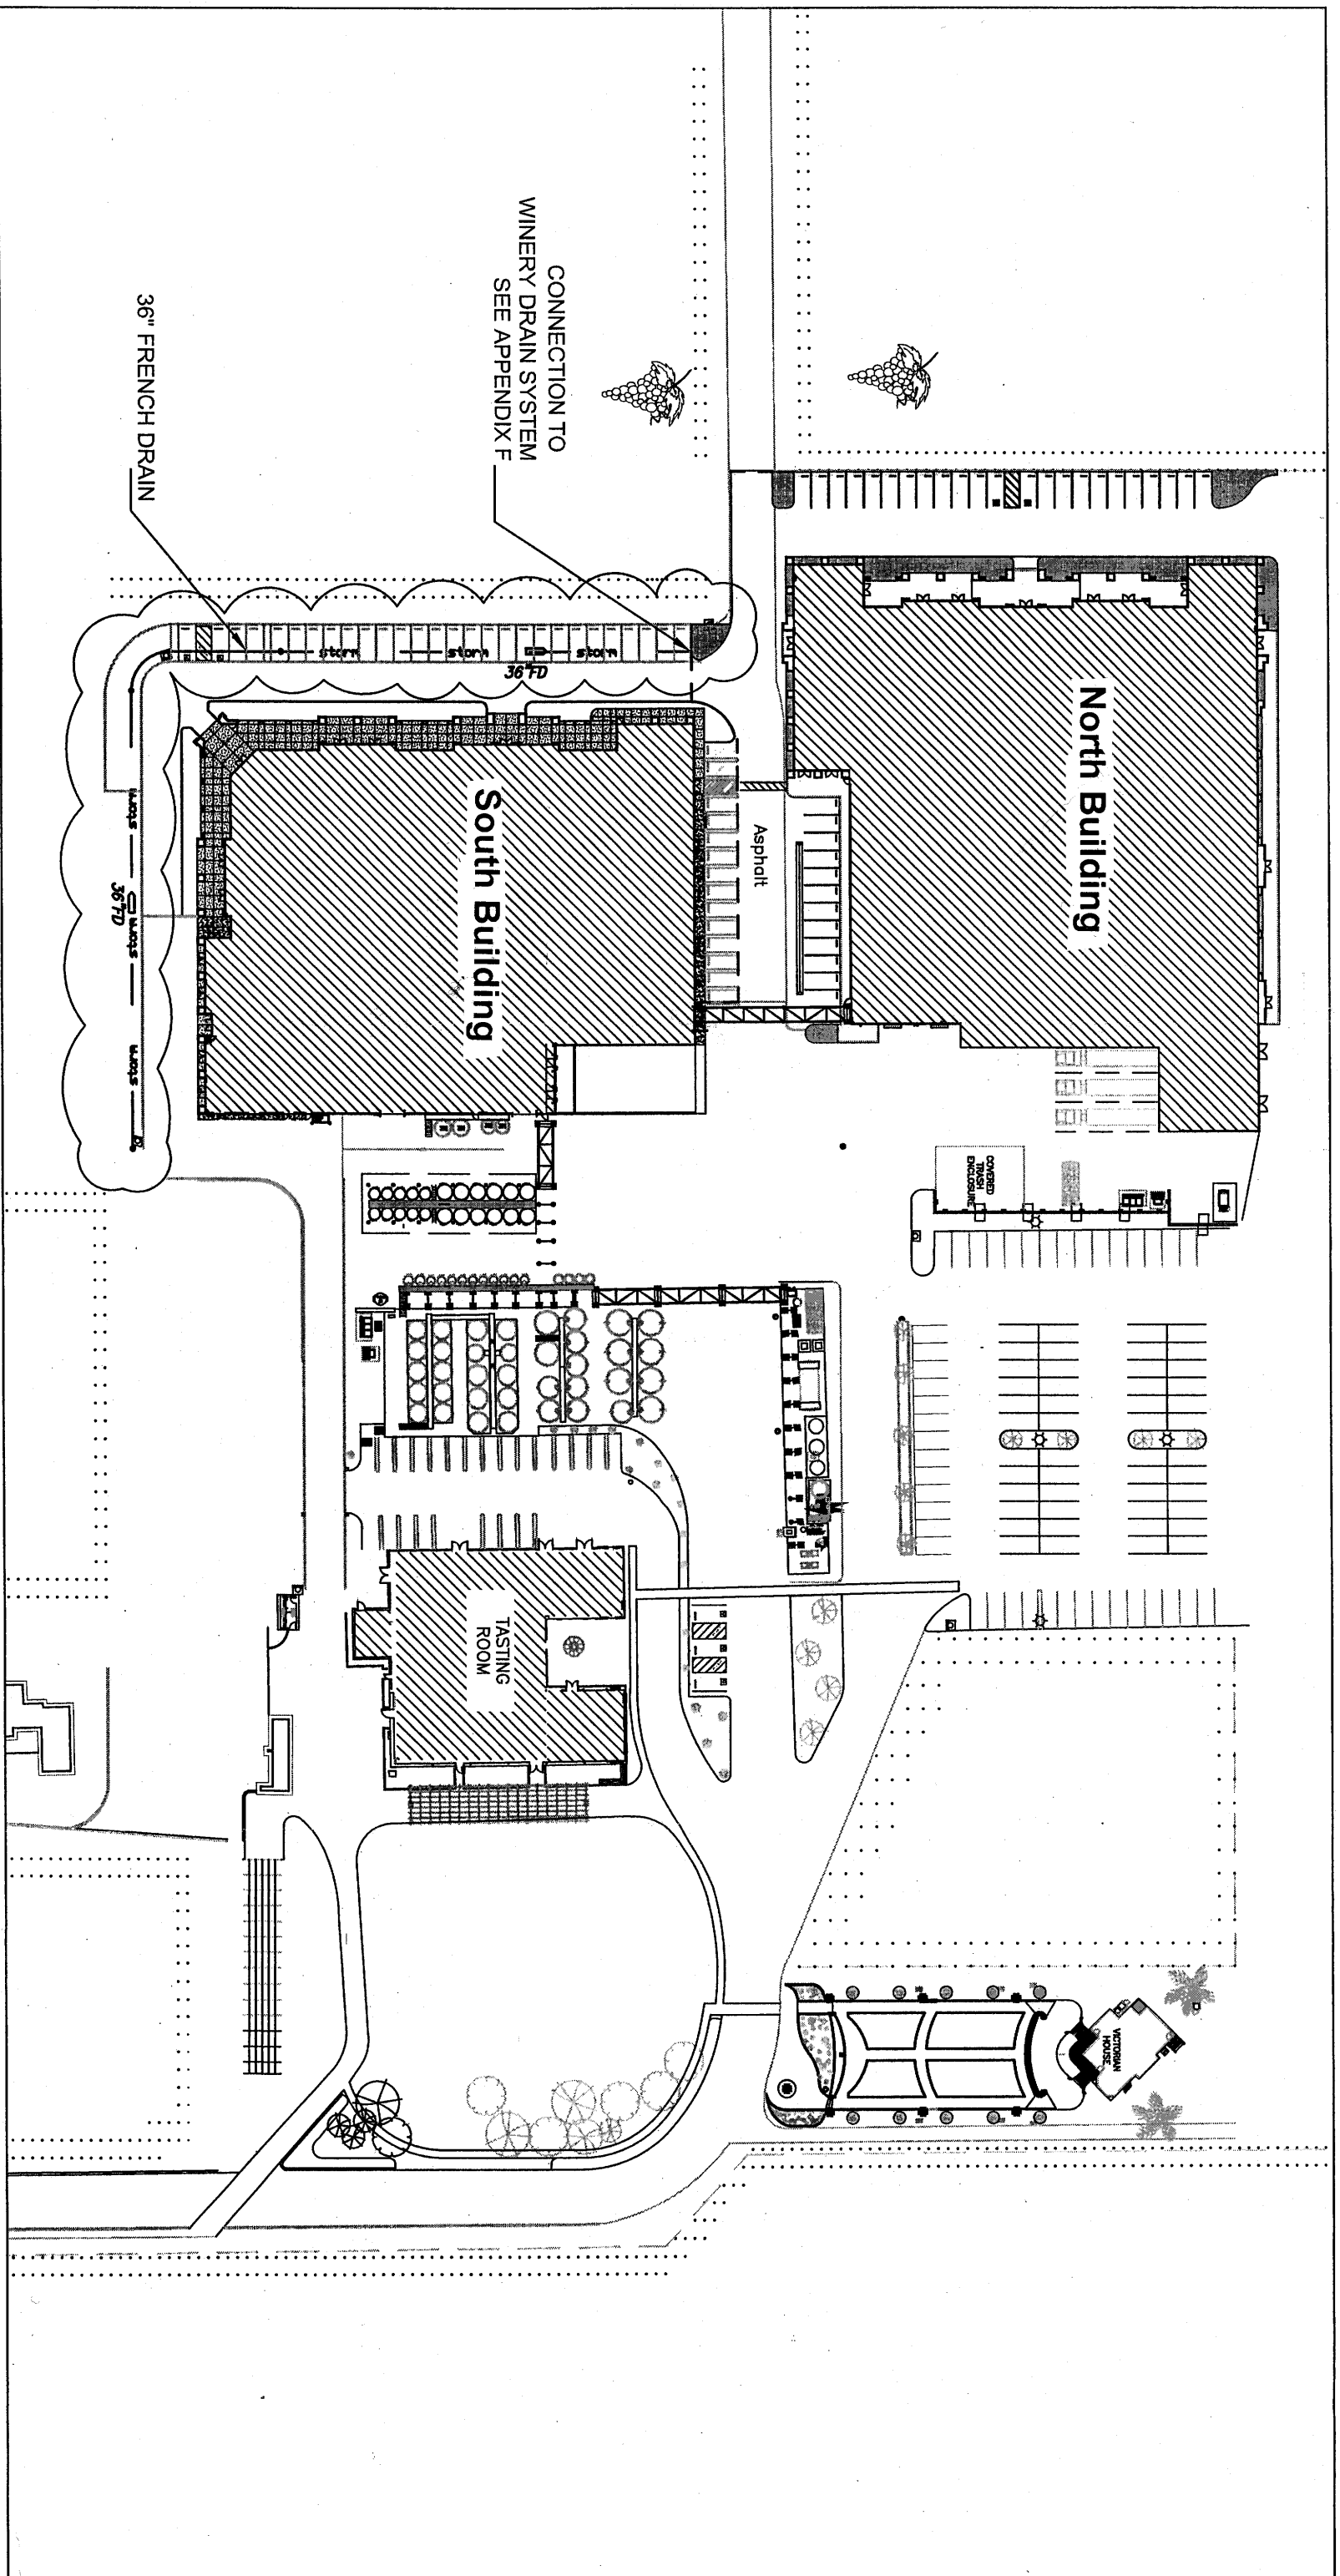 CONNECTION TO
WINERY DRAIN SYSTEM
SEE APPENDIX F
36" FRENCH DRAIN
North Building
South Building
Asphalt
storm
storm
storm
36"FD
storm
storm
storm
36"FD
COVERED
TRASH
ENCLOSURE
TASTING
ROOM
VICTORIAN
HOUSE